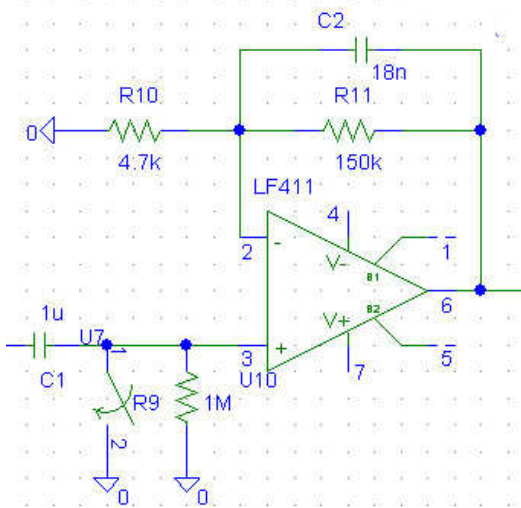 C2
18n
R10
R11
0
4.7k
150k
LF411
4
2
-
V-
B1
1
6
1u
U7
1
3
+
V+
B2
5
C1
R9
1M
U10
7
2
0
0